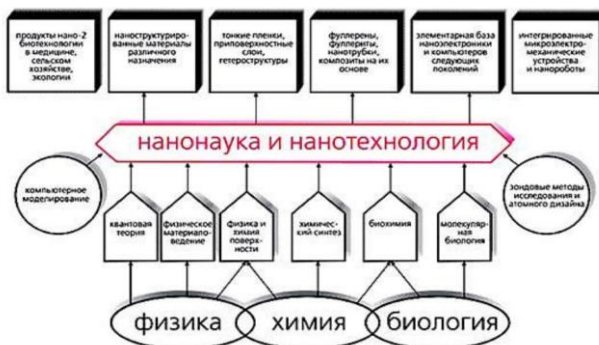 продукты нано-2
биотехнологии
в медицине,
сельском
хозяйстве,
экологии
наноструктуриро-
ванные материалы
различного
назначения
тонкие пленки,
приповерхностные
слои,
гетероструктуры
фуллерены,
фуллериты,
нанотрубки,
композиты на их
основе
элементарная база
наноэлектроники
и компьютеров
следующих
поколений
интегрированные
микроэлектро-
механические
устройства
и нанороботы
нанонаука и нанотехнология
компьютерное
моделирование
зондовые методы
исследования и
атомного дизайна
квантовая
теория
физическое
материало-
ведение
физика и
химия
поверх-
ности
химичес-
кий синтез
биохимия
молекуляр-
ная
биология
физика
химия
биология